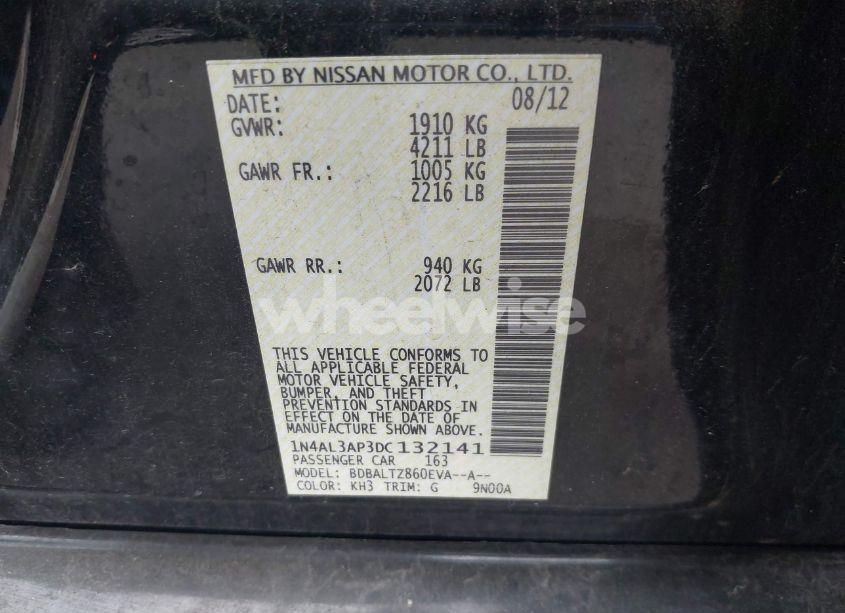 MFD BY NISSAN MOTOR CO., LTD.
DATE: 08/12
GVWR: 1910 KG
4211 LB
GAWR FR.: 1005 KG
2216 LB
GAWR RR.: 940 KG
2072 LB
wheelwise
THIS VEHICLE CONFORMS TO
ALL APPLICABLE FEDERAL
MOTOR VEHICLE SAFETY,
BUMPER, AND THEFT
PREVENTION STANDARDS IN
EFFECT ON THE DATE OF
MANUFACTURE SHOWN ABOVE.
1N4AL3AP3DC132141
PASSENGER CAR 163
MODEL: BDBALTZ860EVA--A--
COLOR: KH3 TRIM: G 9N00A